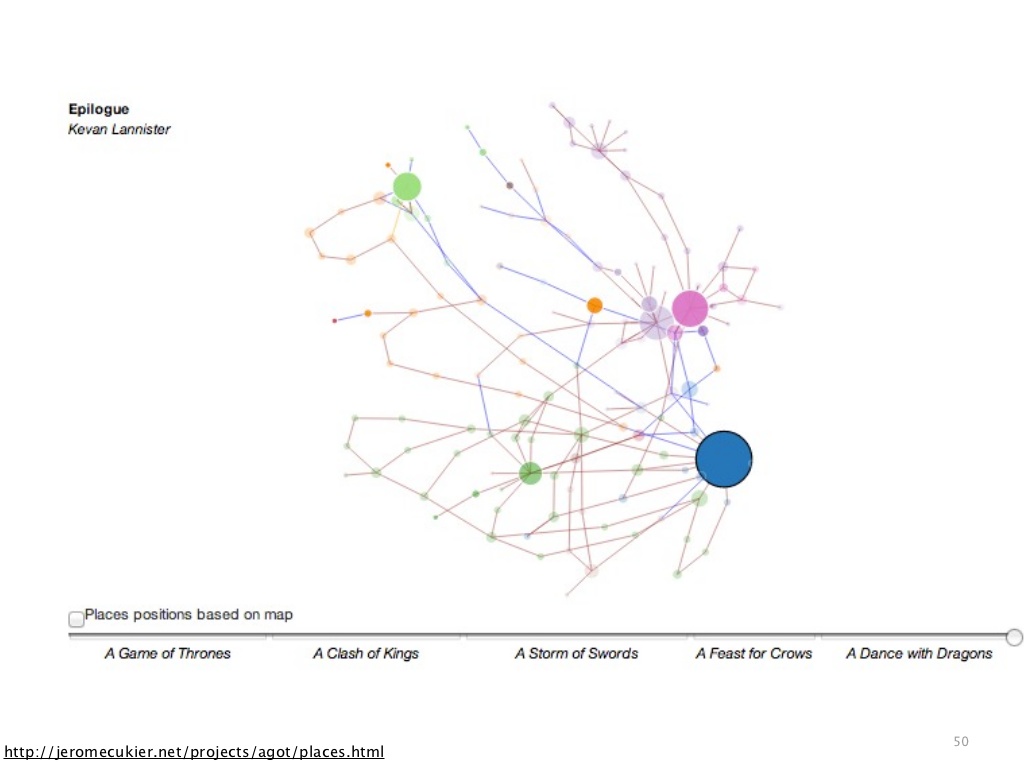 Epilogue
Kevan Lannister
Places positions based on map
A Game of Thrones
A Clash of Kings
A Storm of Swords
A Feast for Crows
A Dance with Dragons
50
http://jeromecukier.net/projects/agot/places.html